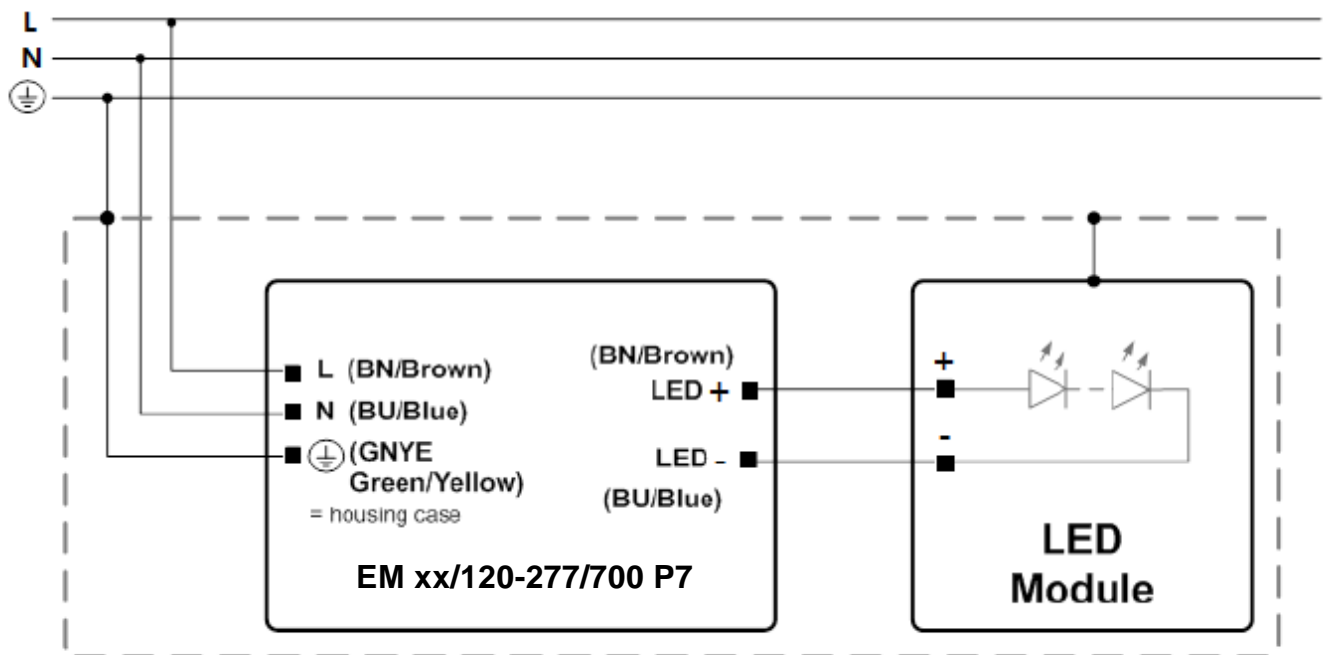 L
N
L (BN/Brown)
N (BU/Blue)
(GNYE
Green/Yellow)
= housing case
(BN/Brown)
LED +
LED -
(BU/Blue)
EM xx/120-277/700 P7
+
-
LED
Module